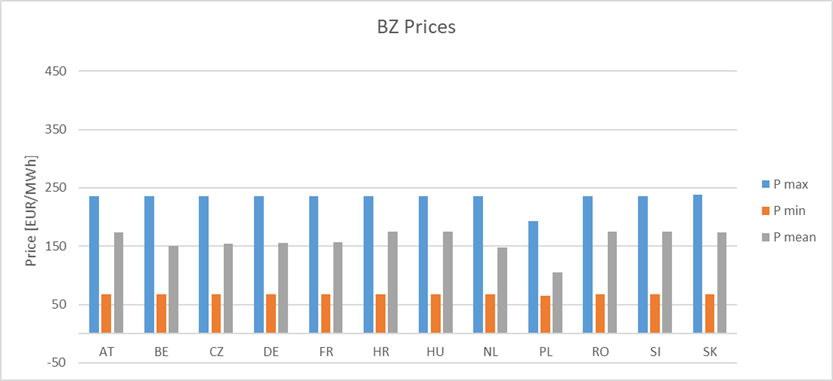 BZ Prices
450
350
250
150
50
-50
Price [EUR/MWh]
AT BE CZ DE FR HR HU NL PL RO SI SK
P max
P min
P mean